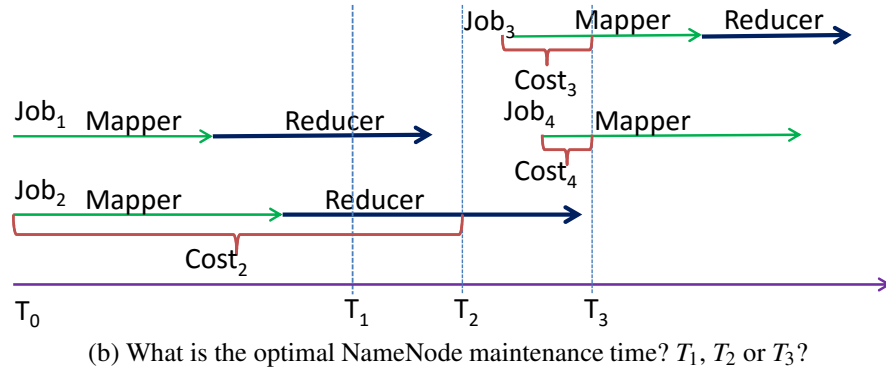 Job₃ Mapper Reducer
Cost₃
Job₁ Mapper Reducer
Job₄ Mapper
Cost₄
Job₂ Mapper Reducer
Cost₂
T₀ T₁ T₂ T₃
(b) What is the optimal NameNode maintenance time? T₁, T₂ or T₃?